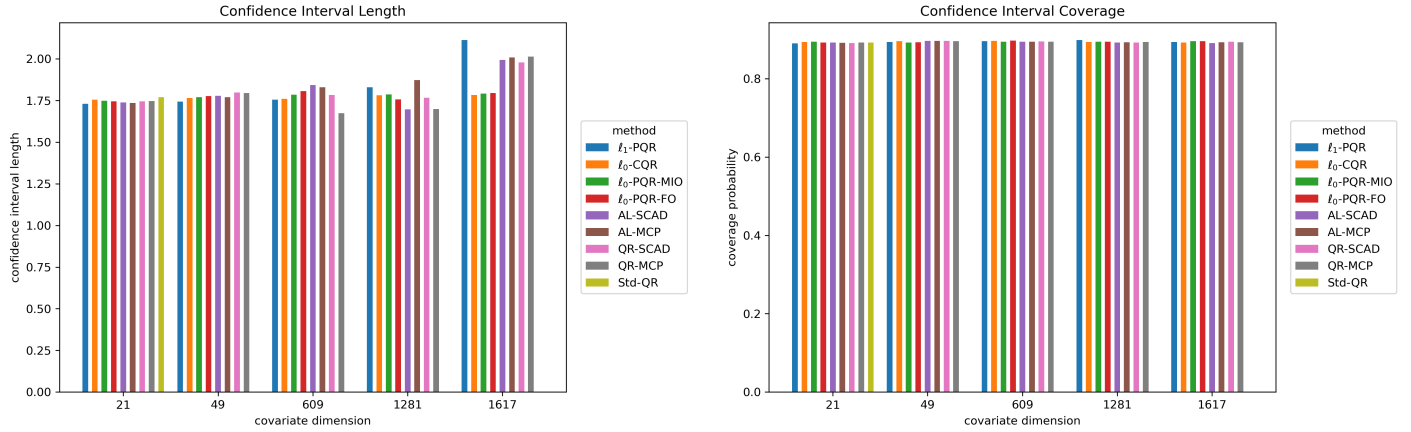 Confidence Interval Length
confidence interval length
2.00
1.75
1.50
1.25
1.00
0.75
0.50
0.25
0.00
21
49
609
1281
1617
covariate dimension
method
ℓ₁-PQR
ℓ₀-CQR
ℓ₀-PQR-MIO
ℓ₀-PQR-FO
AL-SCAD
AL-MCP
QR-SCAD
QR-MCP
Std-QR
Confidence Interval Coverage
coverage probability
0.8
0.6
0.4
0.2
0.0
21
49
609
1281
1617
covariate dimension
method
ℓ₁-PQR
ℓ₀-CQR
ℓ₀-PQR-MIO
ℓ₀-PQR-FO
AL-SCAD
AL-MCP
QR-SCAD
QR-MCP
Std-QR